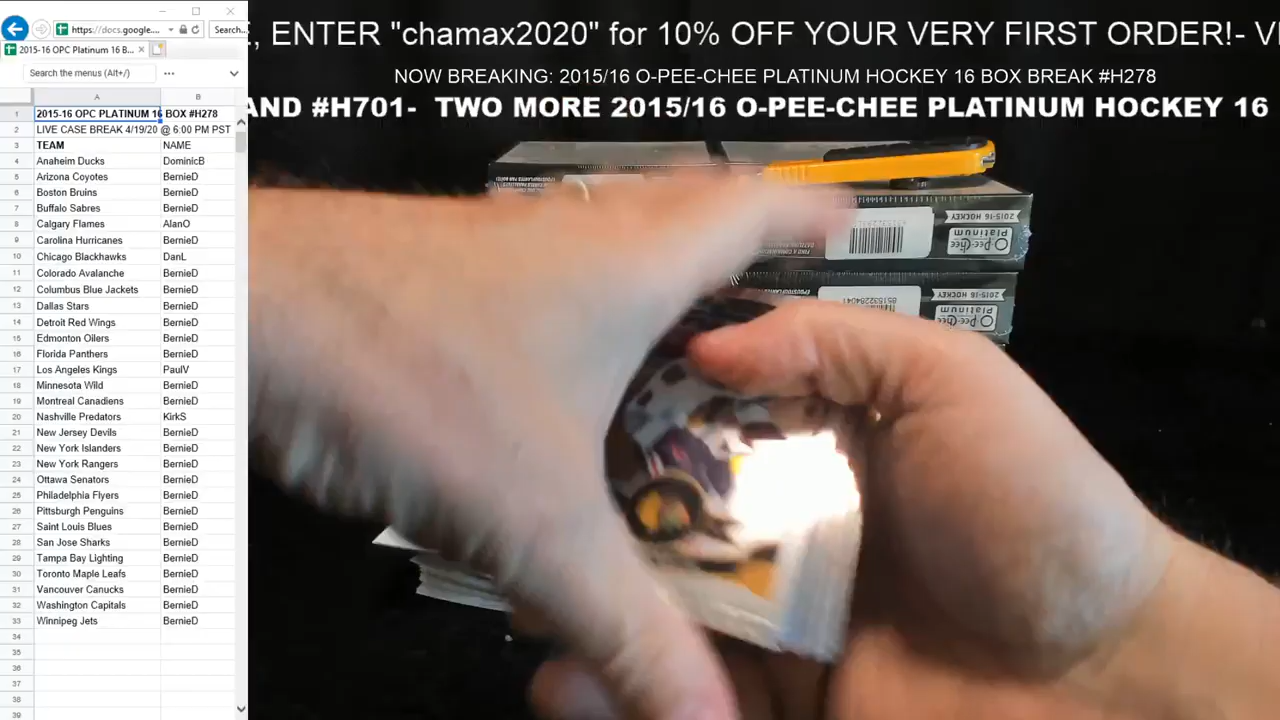 https://docs.google....
Search...
2015-16 OPC Platinum 16 B...
Search the menus (Alt+/)
A
B
1 2015-16 OPC PLATINUM 16 BOX #H278
2 LIVE CASE BREAK 4/19/20 @ 6:00 PM PST
3 TEAM NAME
4 Anaheim Ducks DominicB
5 Arizona Coyotes BernieD
6 Boston Bruins BernieD
7 Buffalo Sabres BernieD
8 Calgary Flames AlanO
9 Carolina Hurricanes BernieD
10 Chicago Blackhawks DanL
11 Colorado Avalanche BernieD
12 Columbus Blue Jackets BernieD
13 Dallas Stars BernieD
14 Detroit Red Wings BernieD
15 Edmonton Oilers BernieD
16 Florida Panthers BernieD
17 Los Angeles Kings PaulV
18 Minnesota Wild BernieD
19 Montreal Canadiens BernieD
20 Nashville Predators KirkS
21 New Jersey Devils BernieD
22 New York Islanders BernieD
23 New York Rangers BernieD
24 Ottawa Senators BernieD
25 Philadelphia Flyers BernieD
26 Pittsburgh Penguins BernieD
27 Saint Louis Blues BernieD
28 San Jose Sharks BernieD
29 Tampa Bay Lighting BernieD
30 Toronto Maple Leafs BernieD
31 Vancouver Canucks BernieD
32 Washington Capitals BernieD
33 Winnipeg Jets BernieD
34
35
36
37
38
39
E, ENTER "chamax2020" for 10% OFF YOUR VERY FIRST ORDER!- VI
NOW BREAKING: 2015/16 O-PEE-CHEE PLATINUM HOCKEY 16 BOX BREAK #H278
AND #H701- TWO MORE 2015/16 O-PEE-CHEE PLATINUM HOCKEY 16
2015-16 HOCKEY
O-Pee-Chee
Platinum
2015-16 HOCKEY
O-Pee-Chee
Platinum